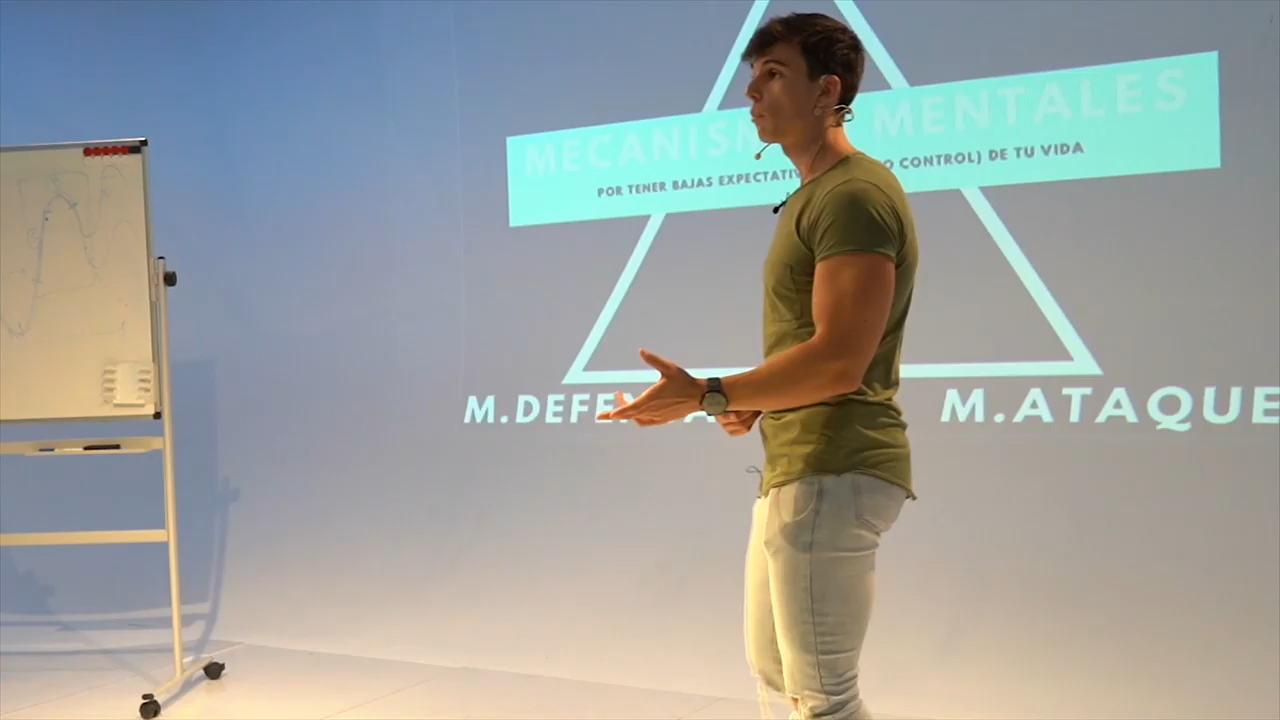 MECANISM MENTALES
POR TENER BAJAS EXPECTATIV O CONTROL) DE TU VIDA
M.DEFE A M.ATAQUE